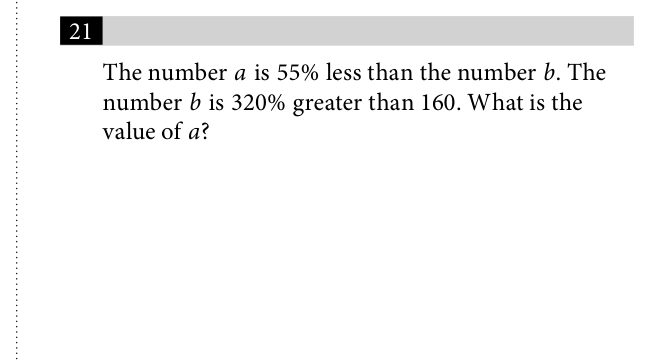 21
The number a is 55% less than the number b. The
number b is 320% greater than 160. What is the
value of a?